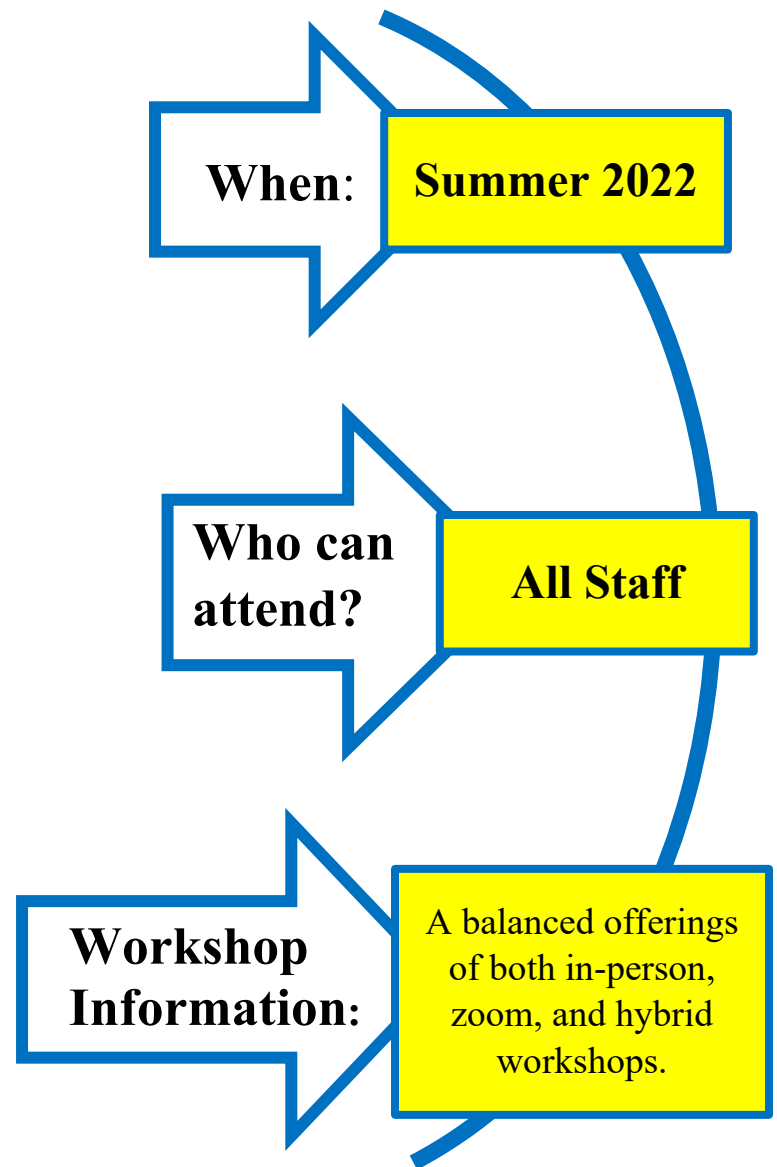 When:
Summer 2022
Who can
attend?
All Staff
Workshop
Information:
A balanced offerings
of both in-person,
zoom, and hybrid
workshops.